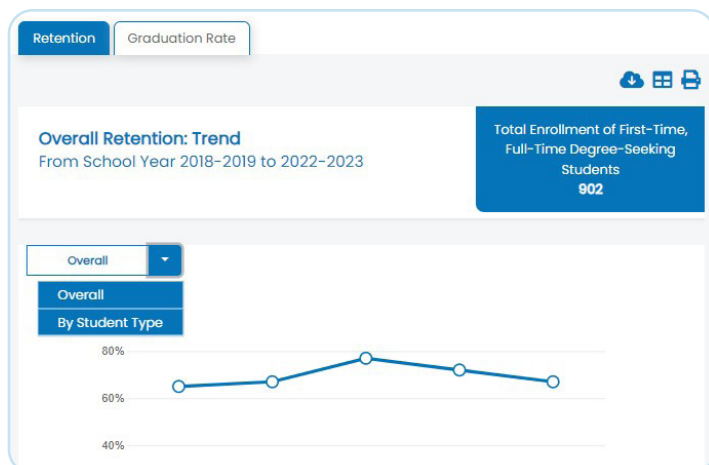 Retention
Graduation Rate
Overall Retention: Trend
From School Year 2018-2019 to 2022-2023
Total Enrollment of First-Time,
Full-Time Degree-Seeking
Students
902
Overall
Overall
By Student Type
80%
60%
40%